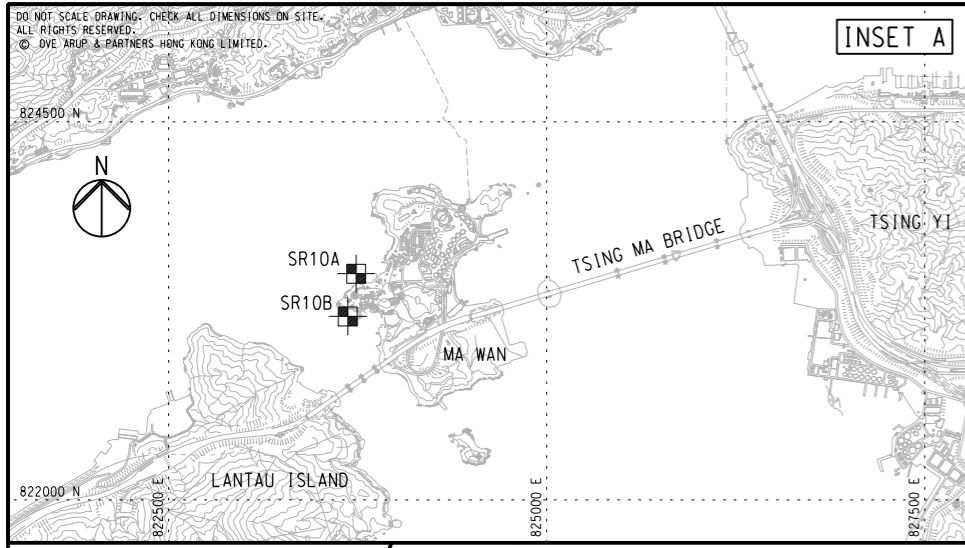 DO NOT SCALE DRAWING. CHECK ALL DIMENSIONS ON SITE.
ALL RIGHTS RESERVED.
© OVE ARUP & PARTNERS HONG KONG LIMITED.
INSET A
824500 N
N
TSING YI
TSING MA BRIDGE
SR10A
SR10B
MA WAN
LANTAU ISLAND
822000 N
822500 E
825000 E
827500 E